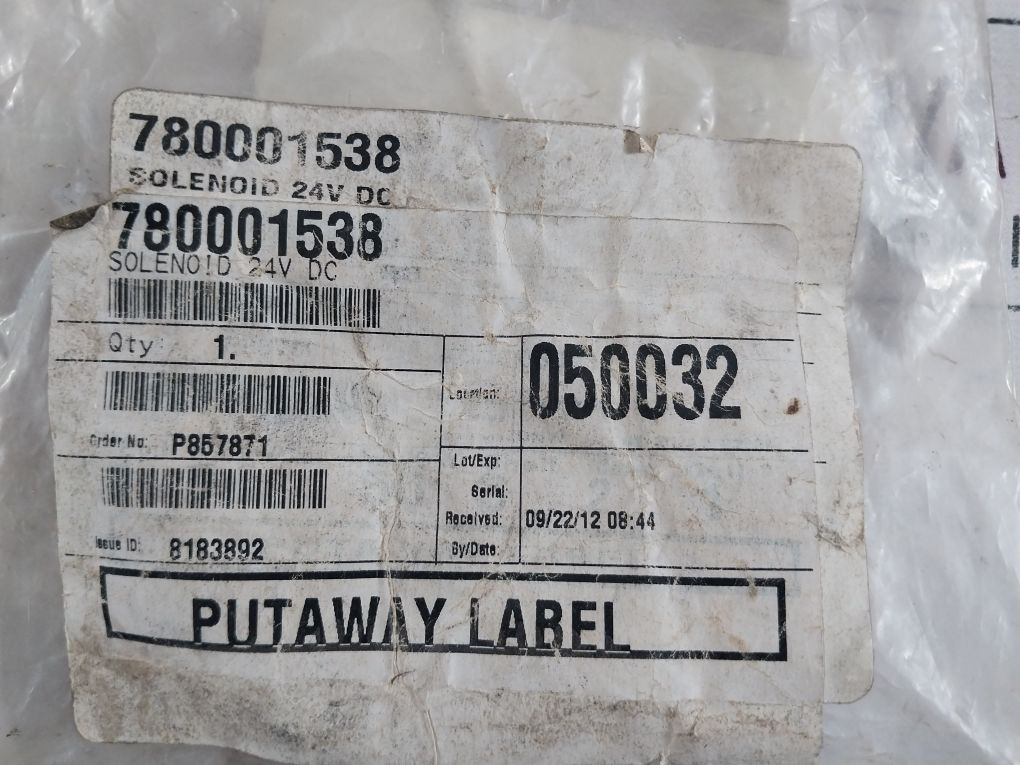 780001538
SOLENOID 24V DC
780001538
SOLENOID 24V DC
Qty 1.
Location: 050032
Order No: P857871
Lot/Exp:
Serial:
Received: 09/22/12 08:44
Issue ID: 8183892
By/Date:
PUTAWAY LABEL